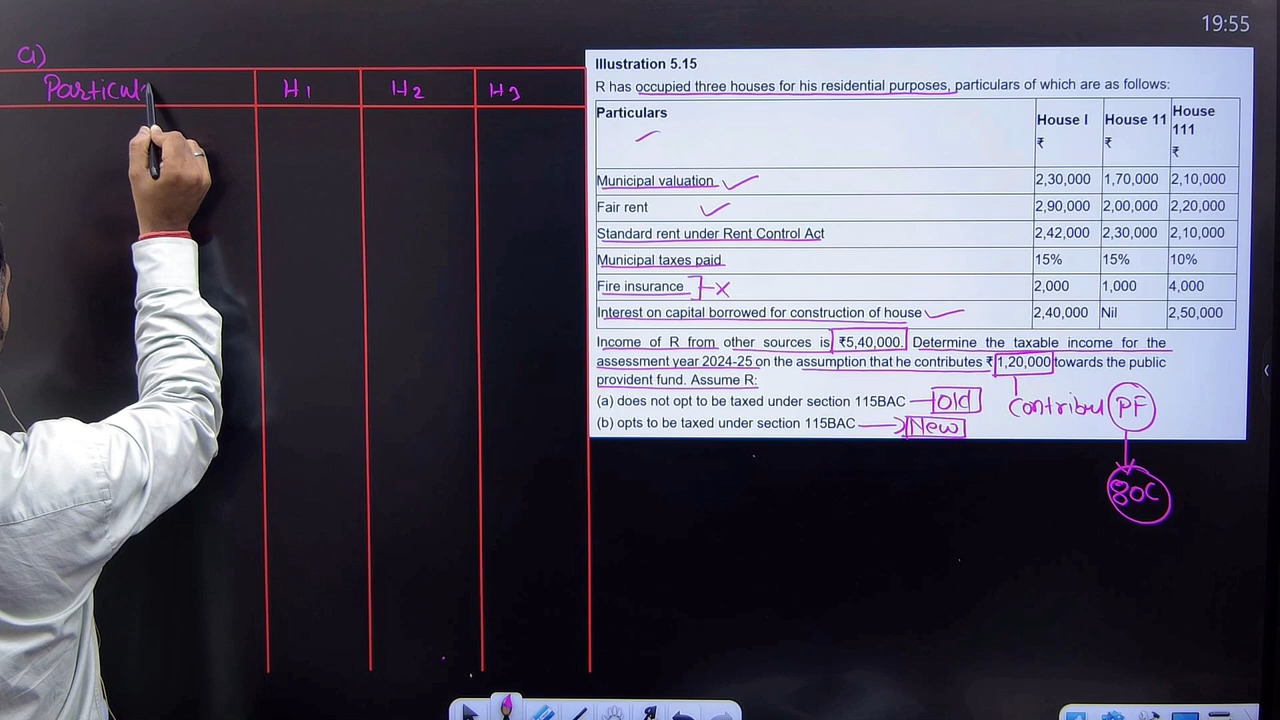 19:55
a)
Particul
H1
H2
H3
Illustration 5.15
R has occupied three houses for his residential purposes, particulars of which are as follows:
Particulars House I ₹ House 11 ₹ House 111 ₹
Municipal valuation 2,30,000 1,70,000 2,10,000
Fair rent 2,90,000 2,00,000 2,20,000
Standard rent under Rent Control Act 2,42,000 2,30,000 2,10,000
Municipal taxes paid 15% 15% 10%
Fire insurance 2,000 1,000 4,000
Interest on capital borrowed for construction of house 2,40,000 Nil 2,50,000
Income of R from other sources is ₹5,40,000. Determine the taxable income for the
assessment year 2024-25 on the assumption that he contributes ₹ 1,20,000 towards the public
provident fund. Assume R:
(a) does not opt to be taxed under section 115BAC old
(b) opts to be taxed under section 115BAC New
Contribu PF
80C